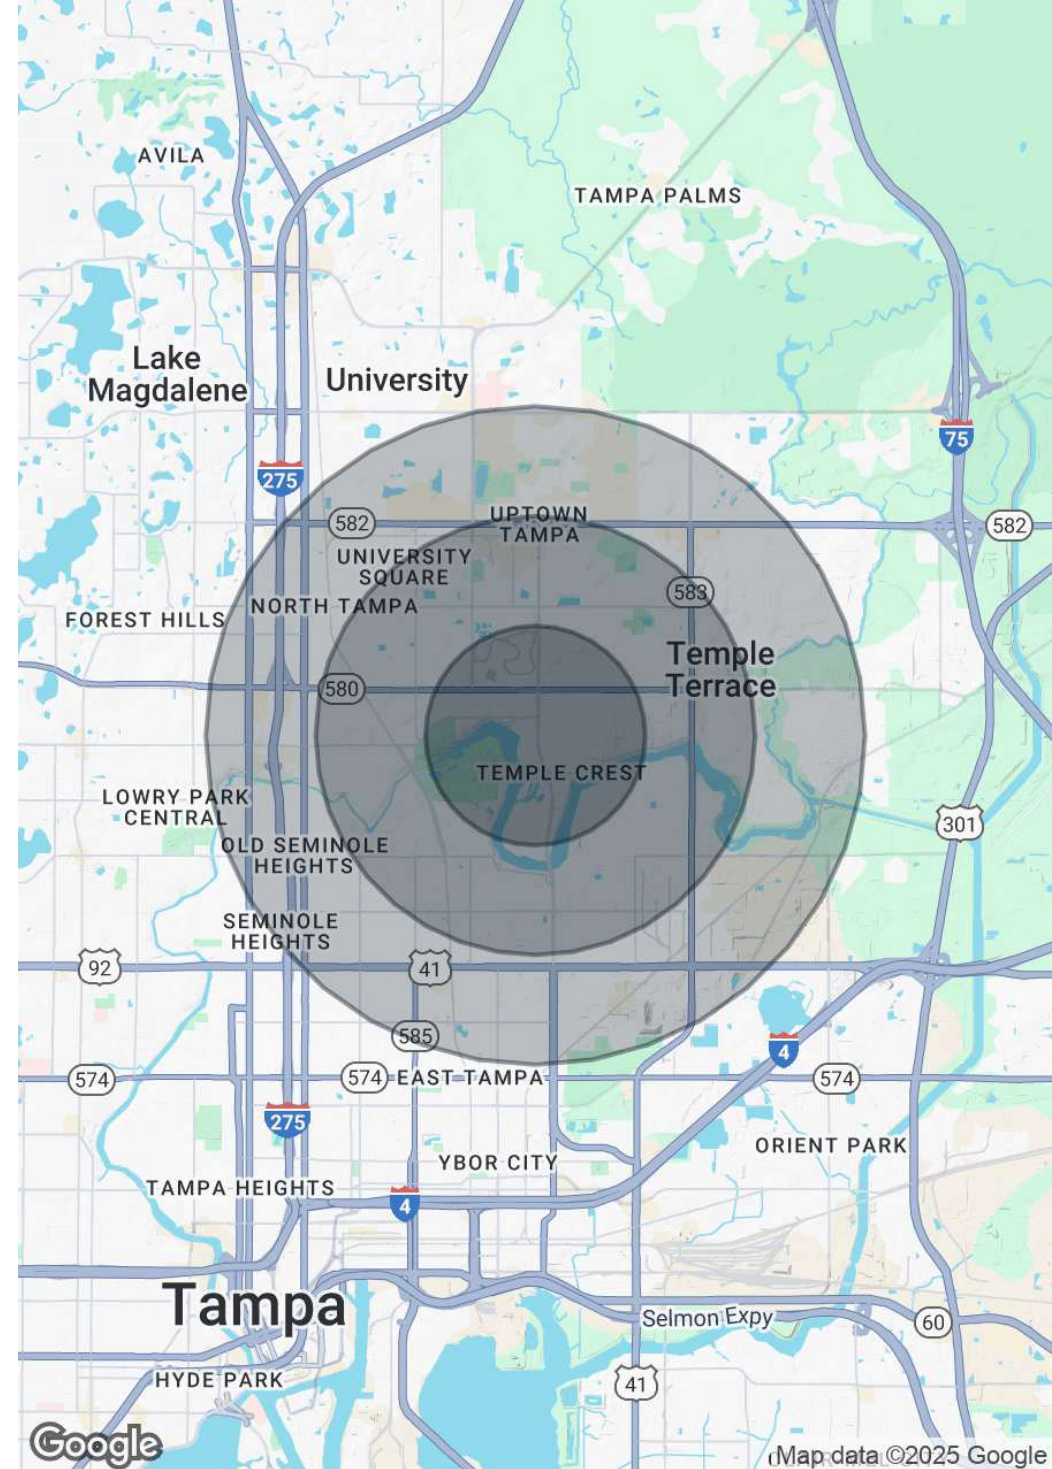 AVILA
TAMPA PALMS
Lake
Magdalene
University
75
275
582
UPTOWN
TAMPA
582
UNIVERSITY
SQUARE
583
NORTH TAMPA
FOREST HILLS
Temple
Terrace
580
TEMPLE CREST
LOWRY PARK
CENTRAL
301
OLD SEMINOLE
HEIGHTS
SEMINOLE
HEIGHTS
92
41
585
4
574
574
EAST TAMPA
574
275
ORIENT PARK
YBOR CITY
TAMPA HEIGHTS
4
Tampa
Selmon Expy
60
HYDE PARK
41
Google
Map data ©2025 Google